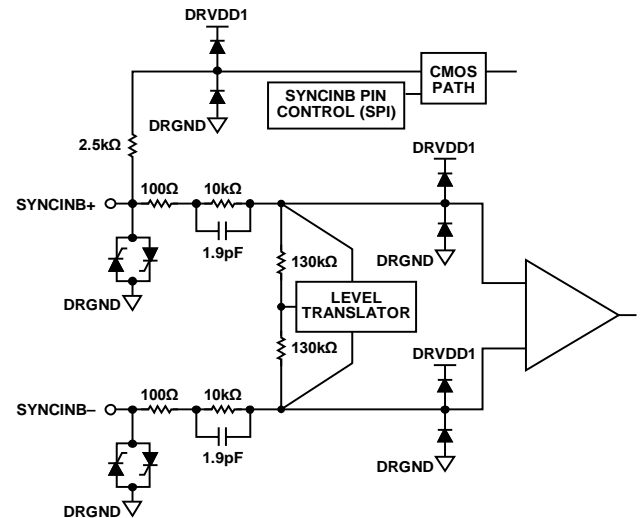 DRVDD1
CMOS
PATH
SYNCINB PIN
CONTROL (SPI)
DRGND
2.5kΩ
DRVDD1
100Ω
10kΩ
SYNCINB+
1.9pF
DRGND
130kΩ
DRGND
LEVEL
TRANSLATOR
130kΩ
DRVDD1
100Ω
10kΩ
SYNCINB–
1.9pF
DRGND
DRGND